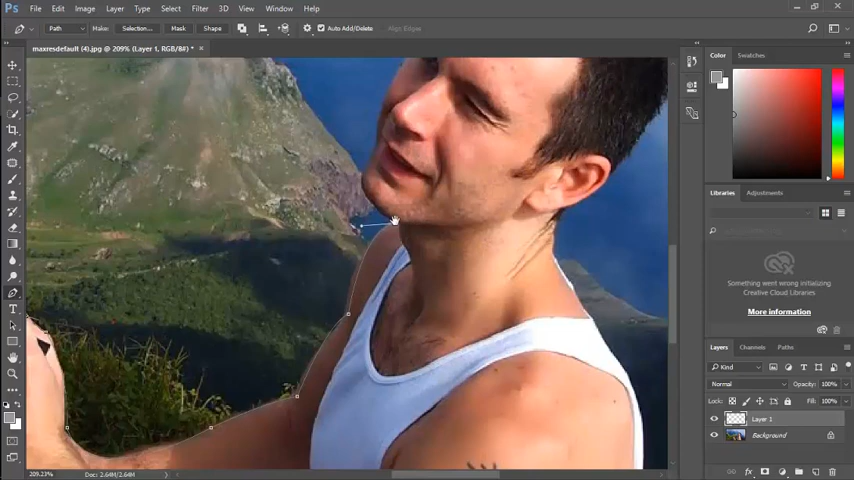 Ps File Edit Image Layer Type Select Filter 3D View Window Help
Path Make: Selection... Mask Shape Auto Add/Delete Align Edges
maxresdefault (4).jpg @ 209% (Layer 1, RGB/8#) * ×
Color Swatches
Libraries Adjustments
Something went wrong initializing
Creative Cloud Libraries
More information
Layers Channels Paths
Kind
Normal Opacity: 100%
Lock: Fill: 100%
Layer 1
Background
209.23% Doc: 2.64M/2.64M
fx